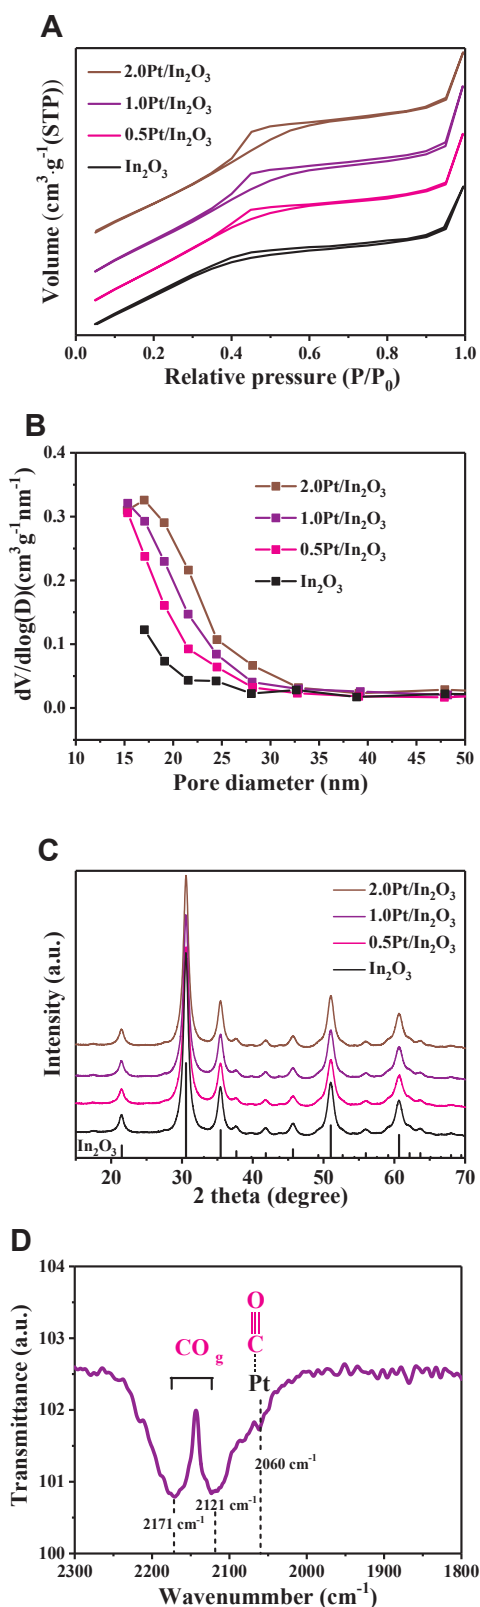 A
2.0Pt/In₂O₃
1.0Pt/In₂O₃
0.5Pt/In₂O₃
In₂O₃
Volume (cm³·g⁻¹(STP))
0.0 0.2 0.4 0.6 0.8 1.0
Relative pressure (P/P₀)
B
0.4
0.3
0.2
0.1
0.0
dV/dlog(D)(cm³g⁻¹nm⁻¹)
2.0Pt/In₂O₃
1.0Pt/In₂O₃
0.5Pt/In₂O₃
In₂O₃
10 15 20 25 30 35 40 45 50
Pore diameter (nm)
C
2.0Pt/In₂O₃
1.0Pt/In₂O₃
0.5Pt/In₂O₃
In₂O₃
Intensity (a.u.)
In₂O₃
20 30 40 50 60 70
2 theta (degree)
D
104
103
102
101
100
Transmittance (a.u.)
O
C
CO g
Pt
2060 cm⁻¹
2121 cm⁻¹
2171 cm⁻¹
2300 2200 2100 2000 1900 1800
Wavenummber (cm⁻¹)